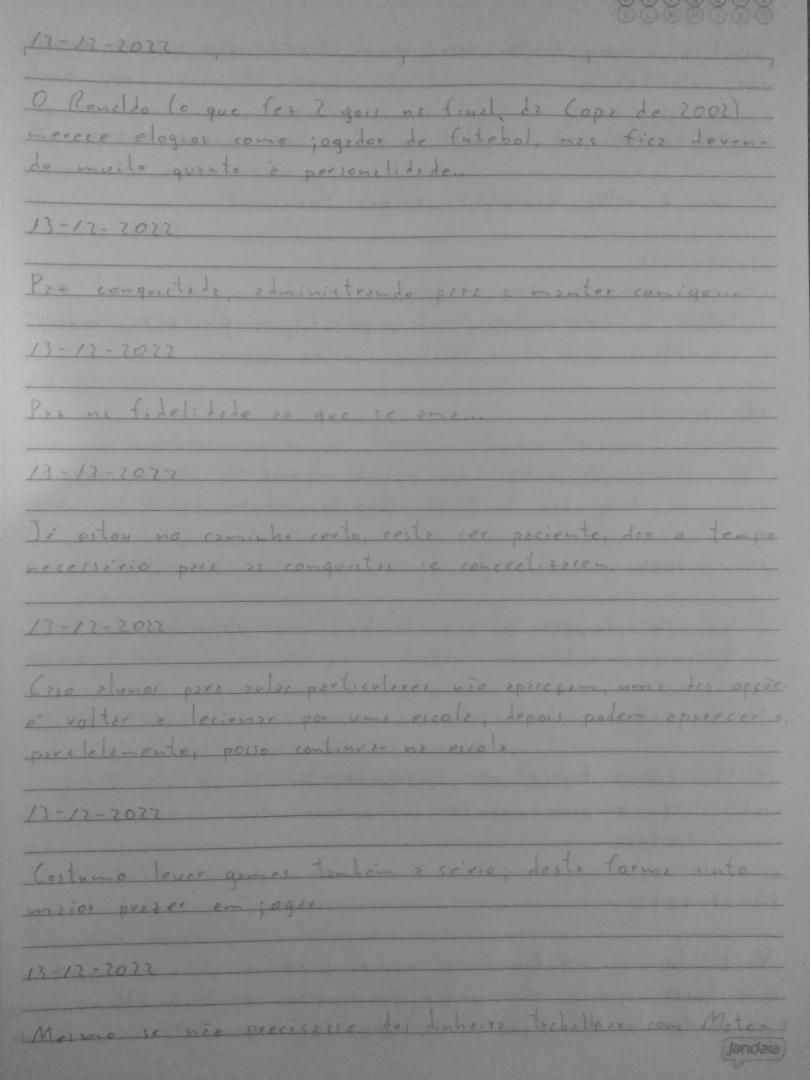 12-12-2022
O Ronaldo (o que fez 2 gols na final da Copa de 2002)
merece elogios como jogador de futebol, mas fica deven-
do muito quanto à personalidade...
13-12-2022
Paz conquistada, administrando para a manter comigo...
13-12-2022
Paz na fidelidade ao que se ama...
13-12-2022
Já estou no caminho certo, resta ser paciente, dar o tempo
necessário para as conquistas se concretizarem.
13-12-2022
Caso alunos para aulas particulares não apareçam, uma das opções
é voltar a lecionar por uma escola; depois podem aparecer e,
paralelamente, posso continuar na escola.
13-12-2022
Costumo levar games também a sério; desta forma sinto
maior prazer em jogar.
13-12-2022
Mesmo se não precisasse do dinheiro, trabalhar com Matem
jandaia